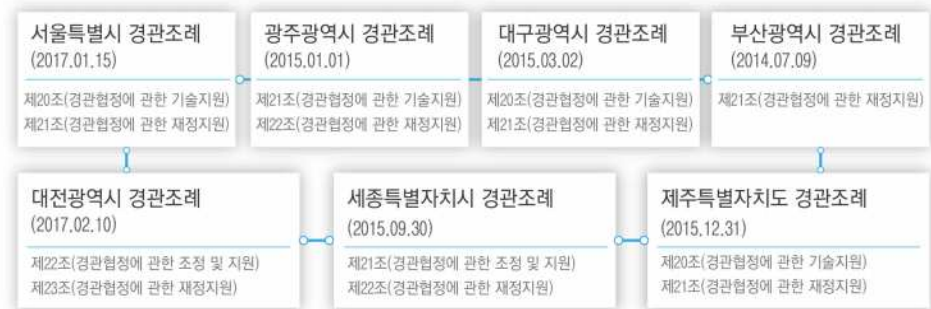 서울특별시 경관조례
(2017.01.15)
제20조(경관협정에 관한 기술지원)
제21조(경관협정에 관한 재정지원)
광주광역시 경관조례
(2015.01.01)
제21조(경관협정에 관한 기술지원)
제22조(경관협정에 관한 재정지원)
대구광역시 경관조례
(2015.03.02)
제20조(경관협정에 관한 기술지원)
제21조(경관협정에 관한 재정지원)
부산광역시 경관조례
(2014.07.09)
제21조(경관협정에 관한 재정지원)
대전광역시 경관조례
(2017.02.10)
제22조(경관협정에 관한 조정 및 지원)
제23조(경관협정에 관한 재정지원)
세종특별자치시 경관조례
(2015.09.30)
제21조(경관협정에 관한 조정 및 지원)
제22조(경관협정에 관한 재정지원)
제주특별자치도 경관조례
(2015.12.31)
제20조(경관협정에 관한 기술지원)
제21조(경관협정에 관한 재정지원)